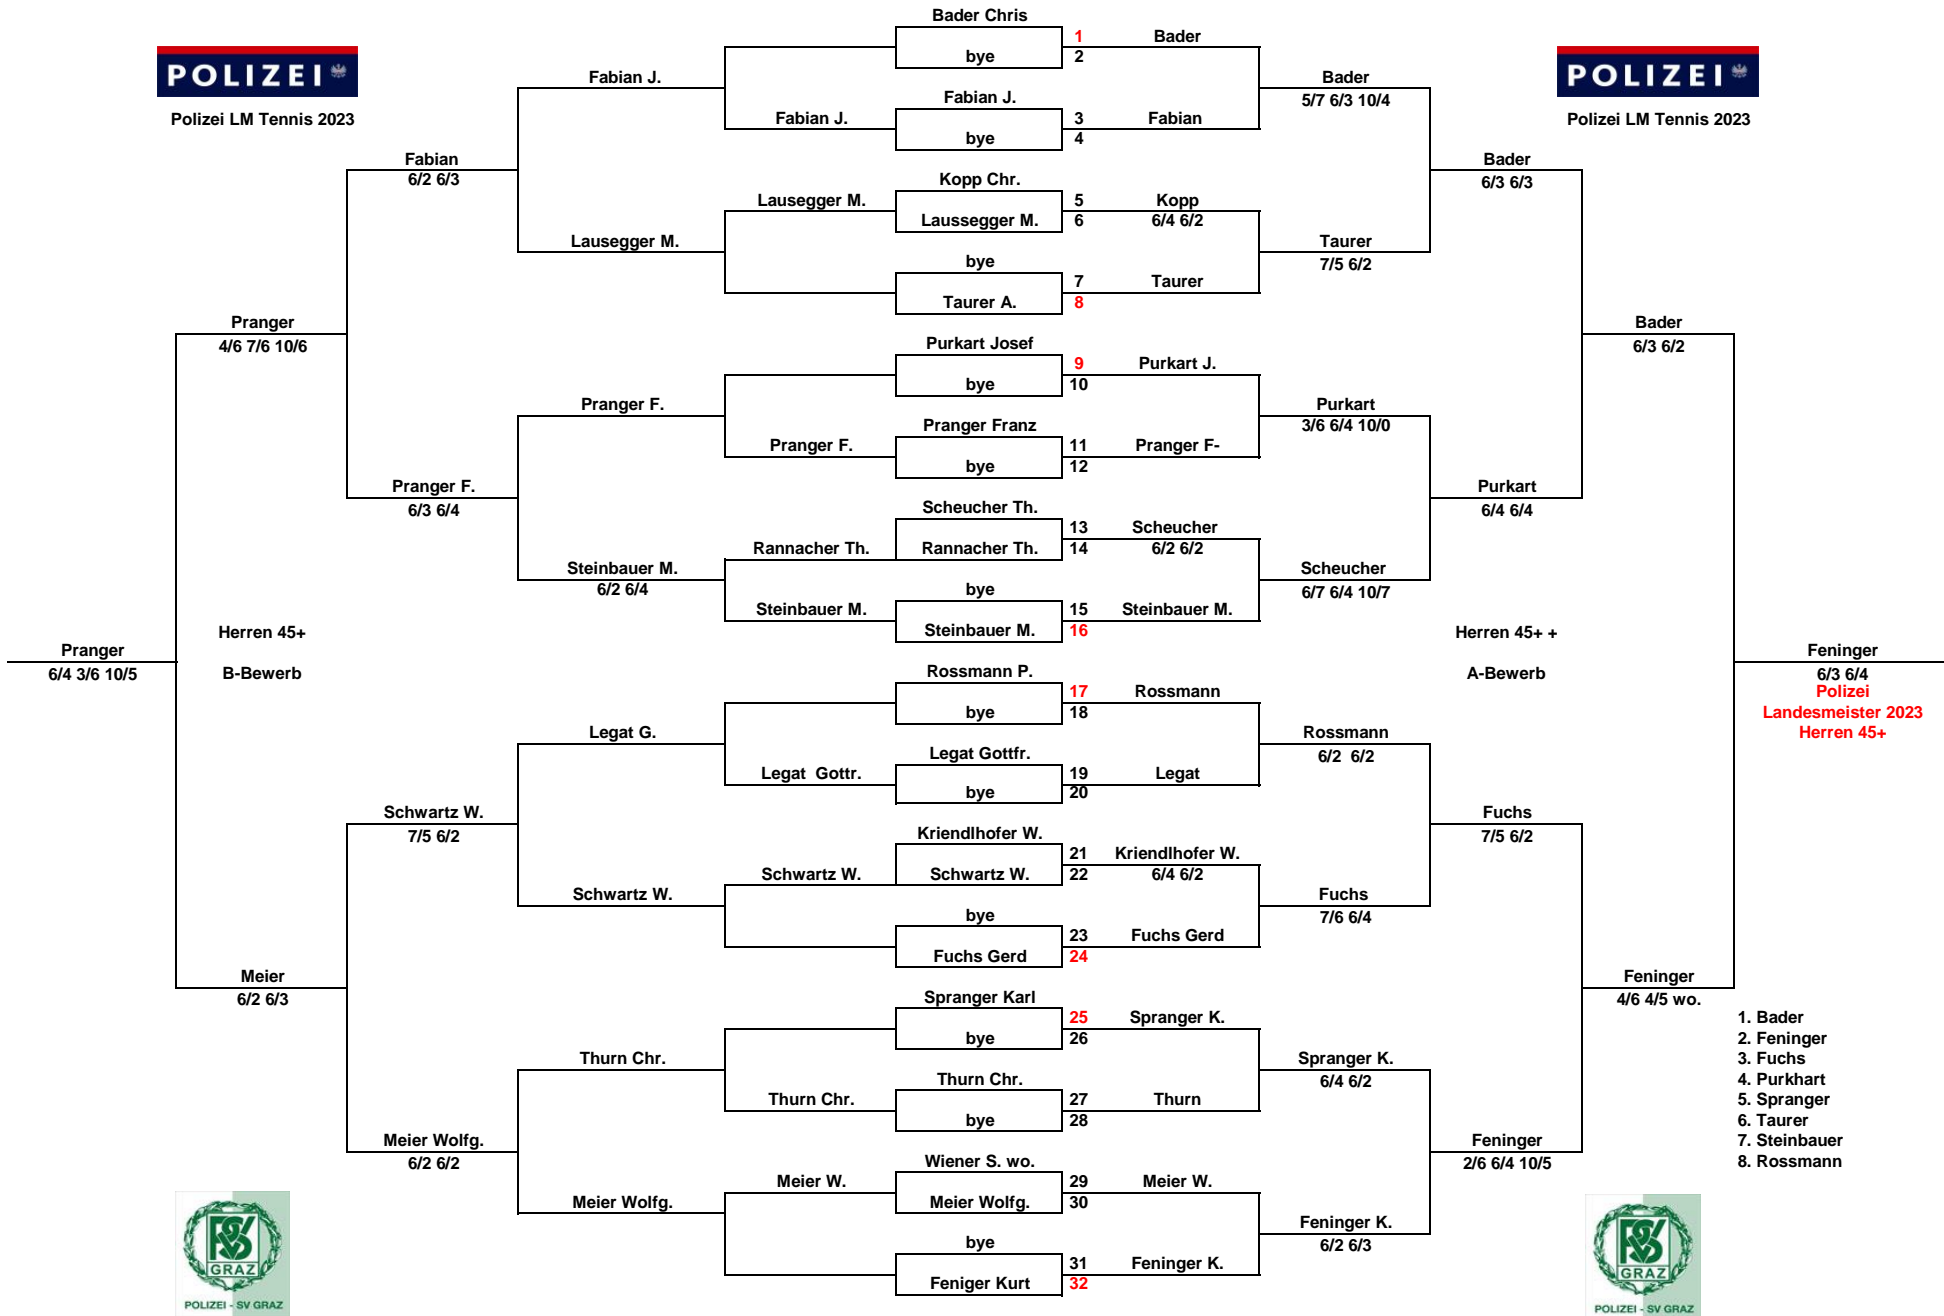 Bader Chris
1 Bader
bye 2
POLIZEI
POLIZEI
Fabian J. Bader
Fabian J. 5/7 6/3 10/4
Polizei LM Tennis 2023 Fabian J. 3 Fabian Polizei LM Tennis 2023
bye 4
Fabian Bader
6/2 6/3 Kopp Chr. 6/3 6/3
Lausegger M. 5 Kopp
Laussegger M. 6 6/4 6/2
Lausegger M. Taurer
bye 7/5 6/2
7 Taurer
Taurer A. 8
Pranger Bader
4/6 7/6 10/6 Purkart Josef 6/3 6/2
9 Purkart J.
bye 10
Pranger F. Purkart
Pranger Franz 3/6 6/4 10/0
Pranger F. 11 Pranger F-
bye 12
Pranger F. Purkart
6/3 6/4 Scheucher Th. 6/4 6/4
13 Scheucher
Rannacher Th. Rannacher Th. 14 6/2 6/2
Steinbauer M. Scheucher
6/2 6/4 bye 6/7 6/4 10/7
Steinbauer M. 15 Steinbauer M.
Herren 45+ Steinbauer M. 16 Herren 45+ +
Pranger Feninger
6/4 3/6 10/5 B-Bewerb Rossmann P. A-Bewerb 6/3 6/4
17 Rossmann Polizei
bye 18 Landesmeister 2023
Legat G. Rossmann Herren 45+
Legat Gottfr. 6/2 6/2
Legat Gottr. 19 Legat
bye 20
Schwartz W. Fuchs
7/5 6/2 Kriendlhofer W. 7/5 6/2
21 Kriendlhofer W.
Schwartz W. Schwartz W. 22 6/4 6/2
Schwartz W. Fuchs
bye 7/6 6/4
23 Fuchs Gerd
Fuchs Gerd 24
Meier Feninger
6/2 6/3 Spranger Karl 4/6 4/5 wo.
25 Spranger K. 1. Bader
bye 26 2. Feninger
Thurn Chr. Spranger K. 3. Fuchs
Thurn Chr. 6/4 6/2 4. Purkhart
Thurn Chr. 27 Thurn 5. Spranger
bye 28 6. Taurer
Meier Wolfg. Feninger 7. Steinbauer
6/2 6/2 Wiener S. wo. 2/6 6/4 10/5 8. Rossmann
Meier W. 29 Meier W.
Meier Wolfg. Meier Wolfg. 30
Feninger K.
bye 6/2 6/3
31 Feninger K.
Feniger Kurt 32
PSV GRAZ
POLIZEI - SV GRAZ
PSV GRAZ
POLIZEI - SV GRAZ